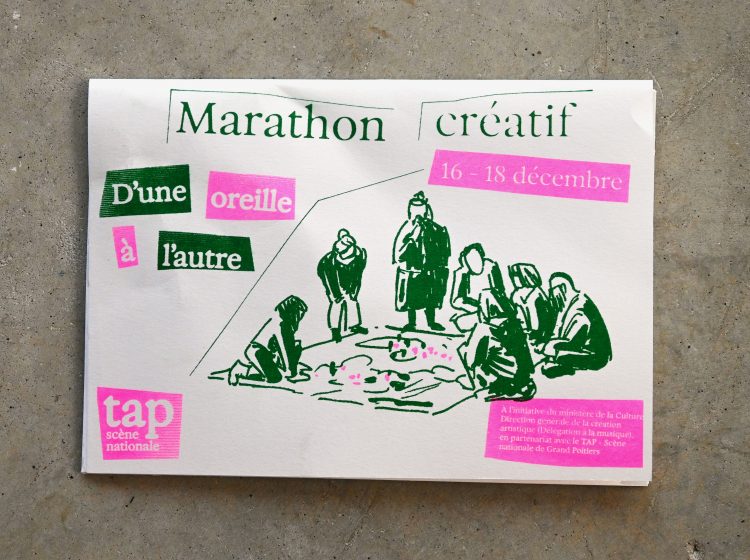 Marathon créatif
16 - 18 décembre
D'une oreille
à l'autre
tap
scène
nationale
A l'initiative du ministère de la Culture
Direction générale de la création
artistique (Délégation à la musique),
en partenariat avec le TAP - Scène
nationale de Grand Poitiers